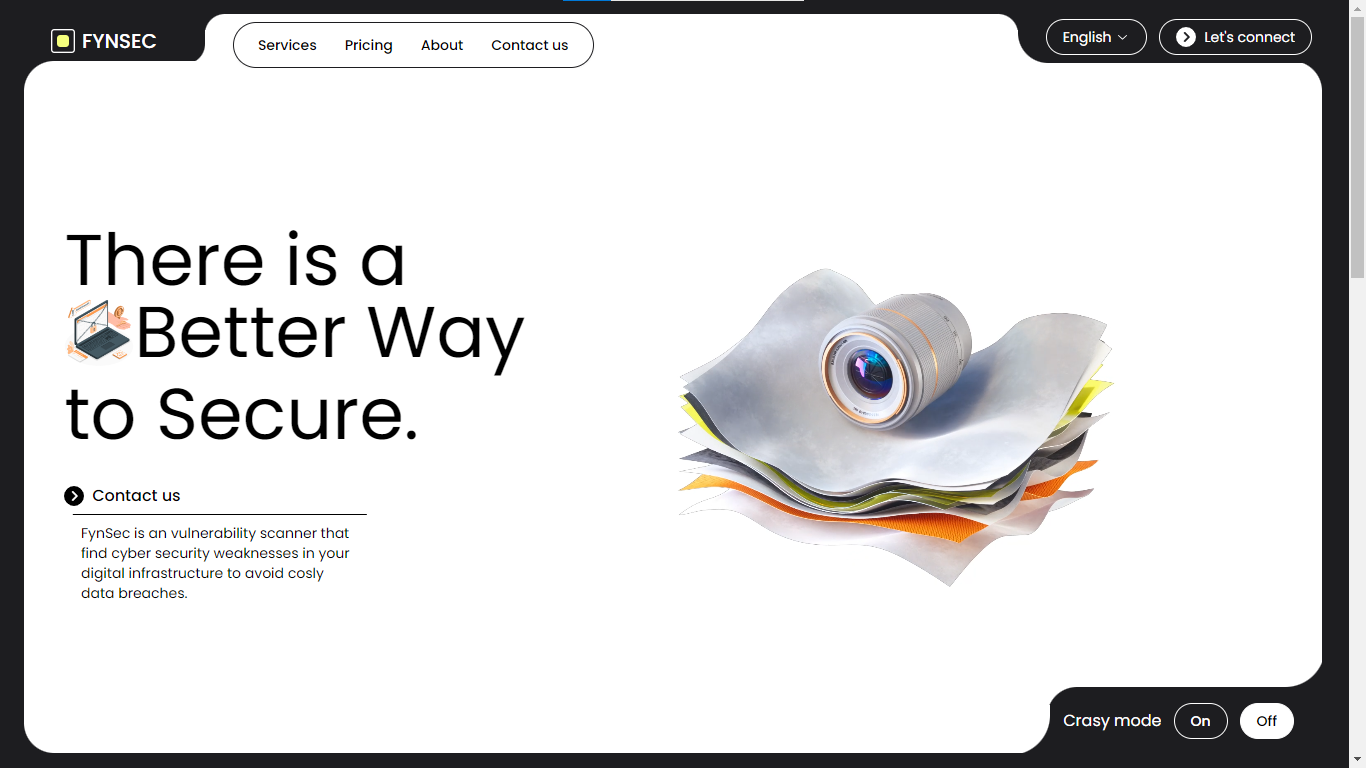 FYNSEC
Services Pricing About Contact us
English
Let's connect
There is a
Better Way
to Secure.
Contact us
FynSec is an vulnerability scanner that
find cyber security weaknesses in your
digital infrastructure to avoid cosly
data breaches.
Crasy mode On Off